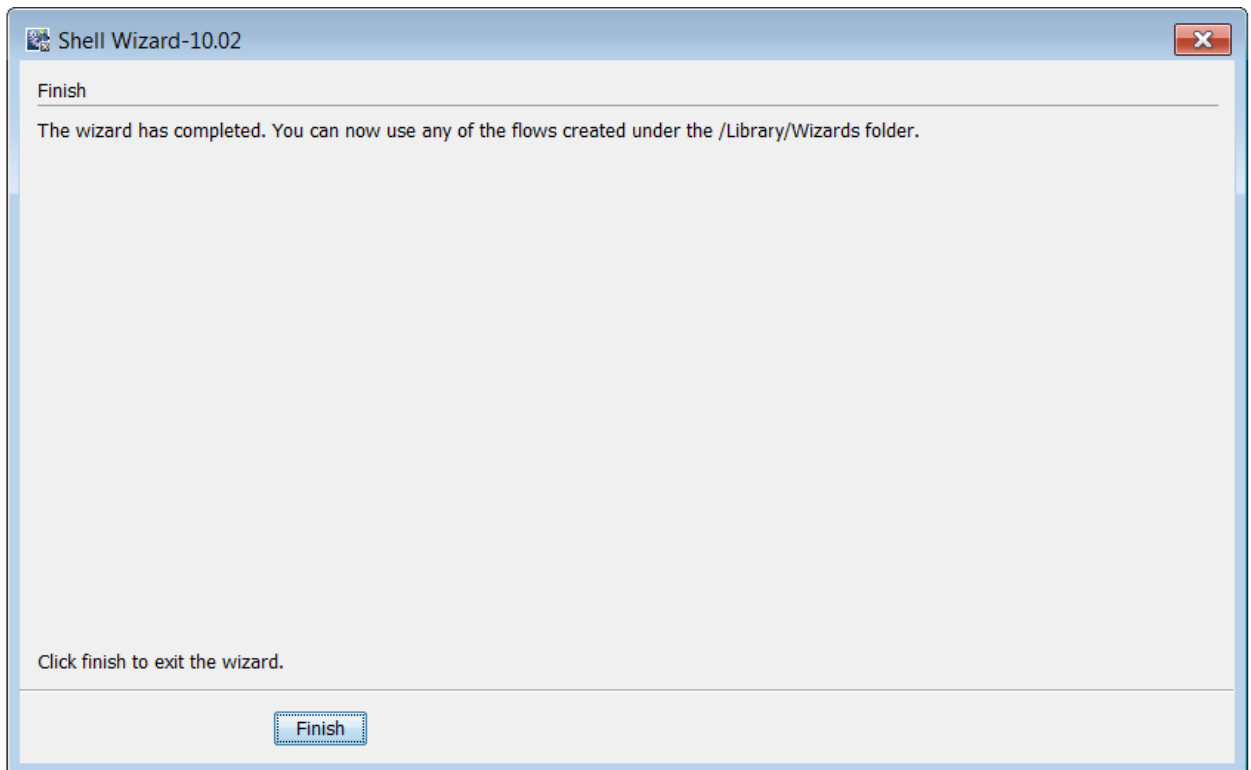 Shell Wizard-10.02
Finish
The wizard has completed. You can now use any of the flows created under the /Library/Wizards folder.
Click finish to exit the wizard.
Finish